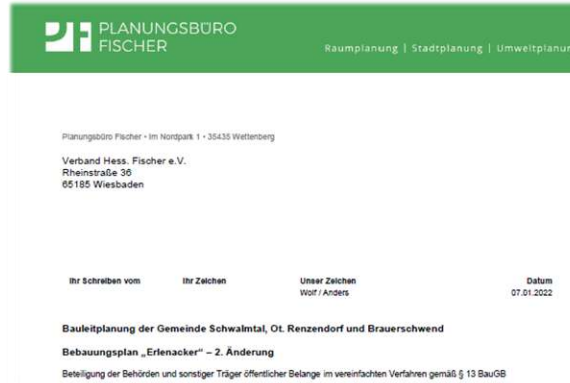 PLANUNGSBÜRO
FISCHER
Raumplanung | Stadtplanung | Umweltplanun
Planungsbüro Fischer • Im Nordpark 1 • 35435 Wettenberg
Verband Hess. Fischer e.V.
Rheinstraße 36
65185 Wiesbaden
Ihr Schreiben vom Ihr Zeichen Unser Zeichen Datum
Wolf / Anders 07.01.2022
Bauleitplanung der Gemeinde Schwalmtal, Ot. Renzendorf und Brauerschwend
Bebauungsplan „Erlenacker“ – 2. Änderung
Beteiligung der Behörden und sonstiger Träger öffentlicher Belange im vereinfachten Verfahren gemäß § 13 BauGB